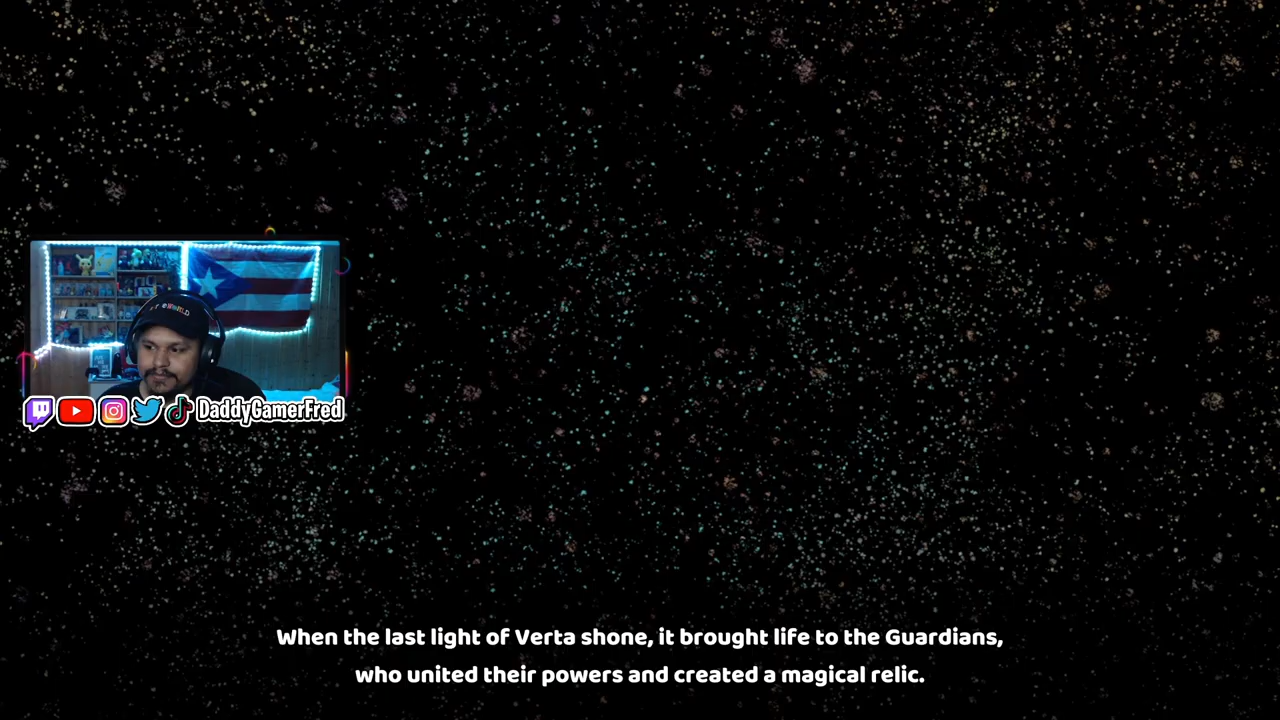 DaddyGamerFred
When the last light of Verta shone, it brought life to the Guardians,
who united their powers and created a magical relic.